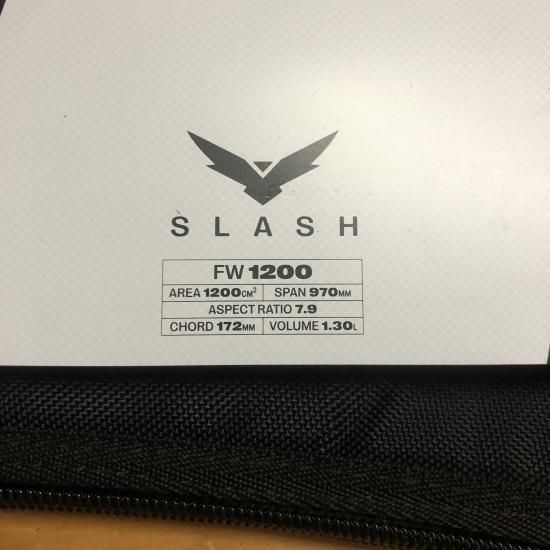 SLASH
FW 1200
AREA 1200CM² SPAN 970MM
ASPECT RATIO 7.9
CHORD 172MM VOLUME 1.30L